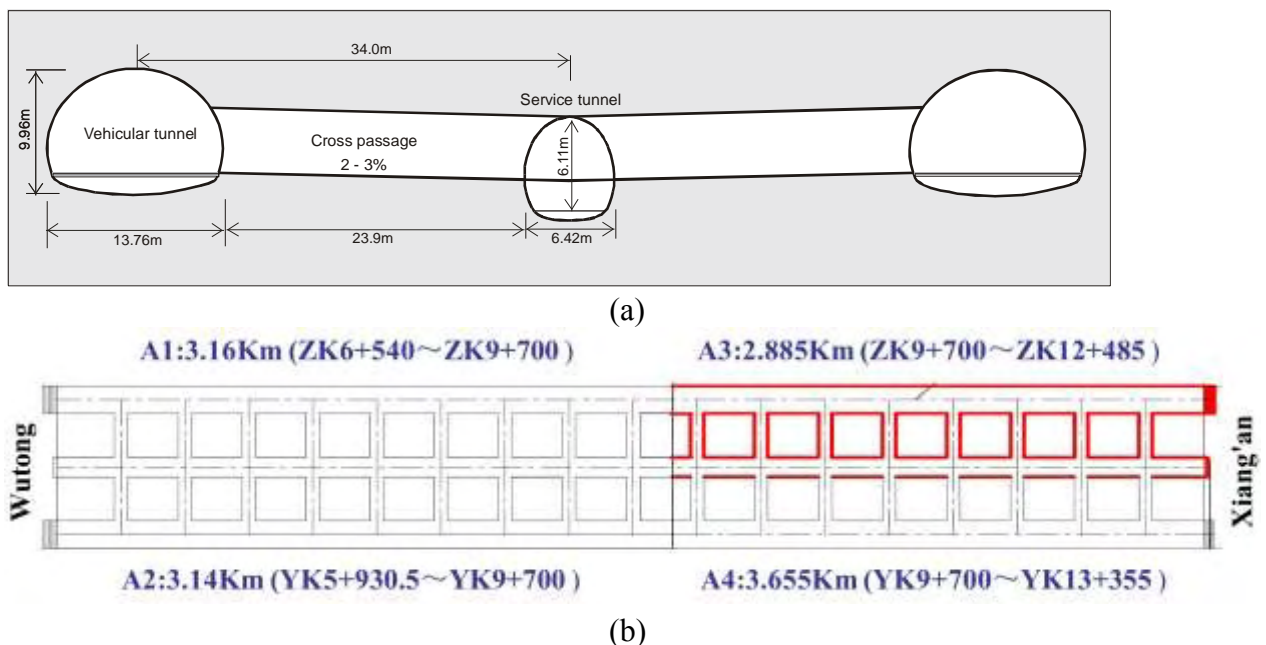 34.0m
Service tunnel
9.96m
Vehicular tunnel
Cross passage
2 - 3%
6.11m
13.76m
23.9m
6.42m
(a)
A1:3.16Km (ZK6+540～ZK9+700 )
A3:2.885Km (ZK9+700～ZK12+485 )
Wutong
Xiang'an
A2:3.14Km (YK5+930.5～YK9+700)
A4:3.655Km (YK9+700～YK13+355 )
(b)